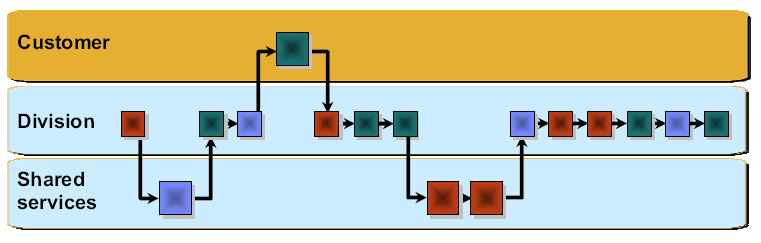 Customer
Division
Shared
services